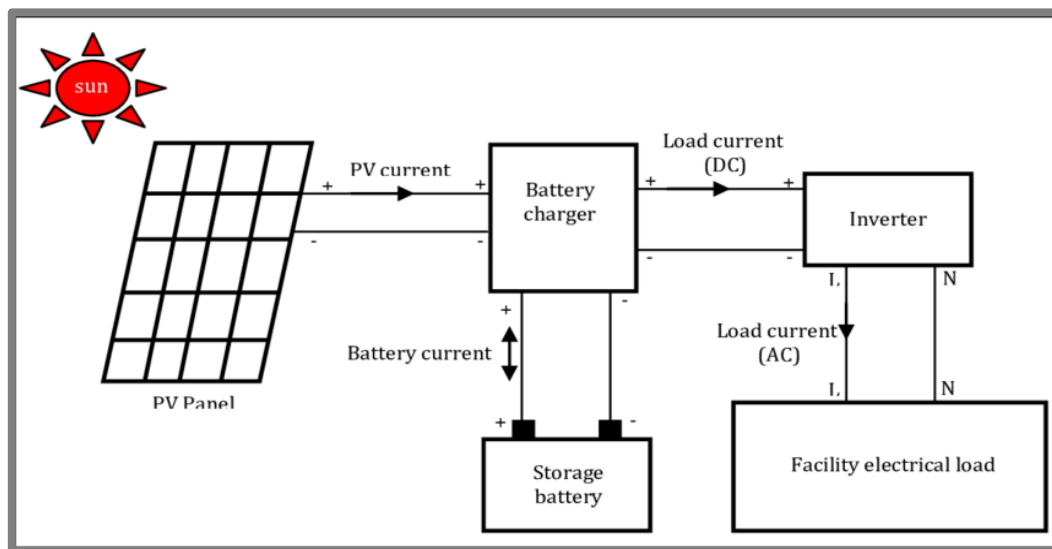 sun
PV current
+
+
-
-
PV Panel
Battery
charger
Load current
(DC)
+
+
-
-
Inverter
L
N
Load current
(AC)
L
N
Facility electrical load
+
-
Battery current
+
-
Storage
battery